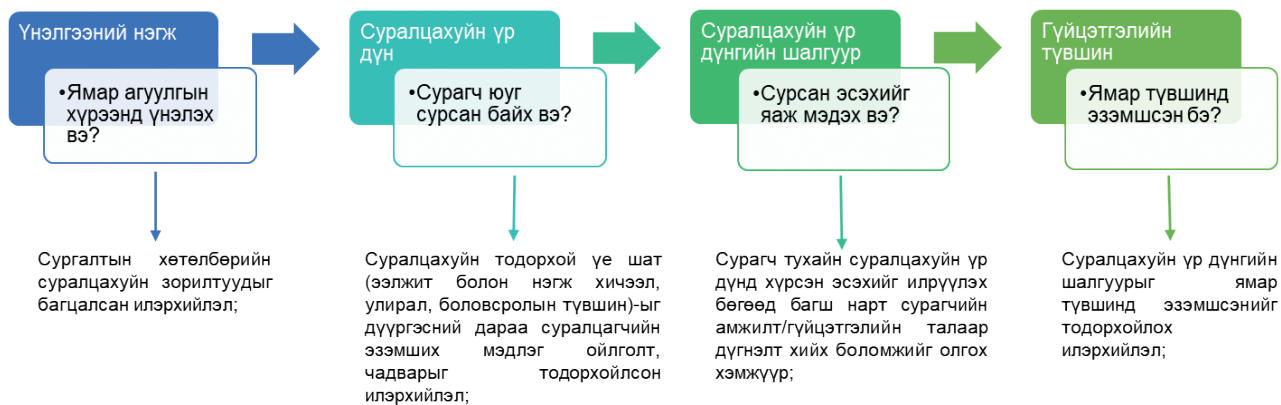 Үнэлгээний нэгж
•Ямар агуулгын
хүрээнд үнэлэх
вэ?
Сургалтын хөтөлбөрийн
суралцахуйн зорилтуудыг
багцалсан илэрхийлэл;
Суралцахуйн үр
дүн
•Сурагч юуг
сурсан байх вэ?
Суралцахуйн тодорхой үе шат
(ээлжит болон нэгж хичээл,
улирал, боловсролын түвшин)-ыг
дүүргэсний дараа суралцагчийн
эзэмших мэдлэг ойлголт,
чадварыг тодорхойлсон
илэрхийлэл;
Суралцахуйн үр
дүнгийн шалгуур
•Сурсан эсэхийг
яаж мэдэх вэ?
Сурагч тухайн суралцахуйн үр
дүнд хүрсэн эсэхийг илрүүлэх
бөгөөд багш нарт сурагчийн
амжилт/гүйцэтгэлийн талаар
дүгнэлт хийх боломжийг олгох
хэмжүүр;
Гүйцэтгэлийн
түвшин
•Ямар түвшинд
эзэмшсэн бэ?
Суралцахуйн үр дүнгийн
шалгуурыг ямар
түвшинд эзэмшсэнийг
тодорхойлох
илэрхийлэл;